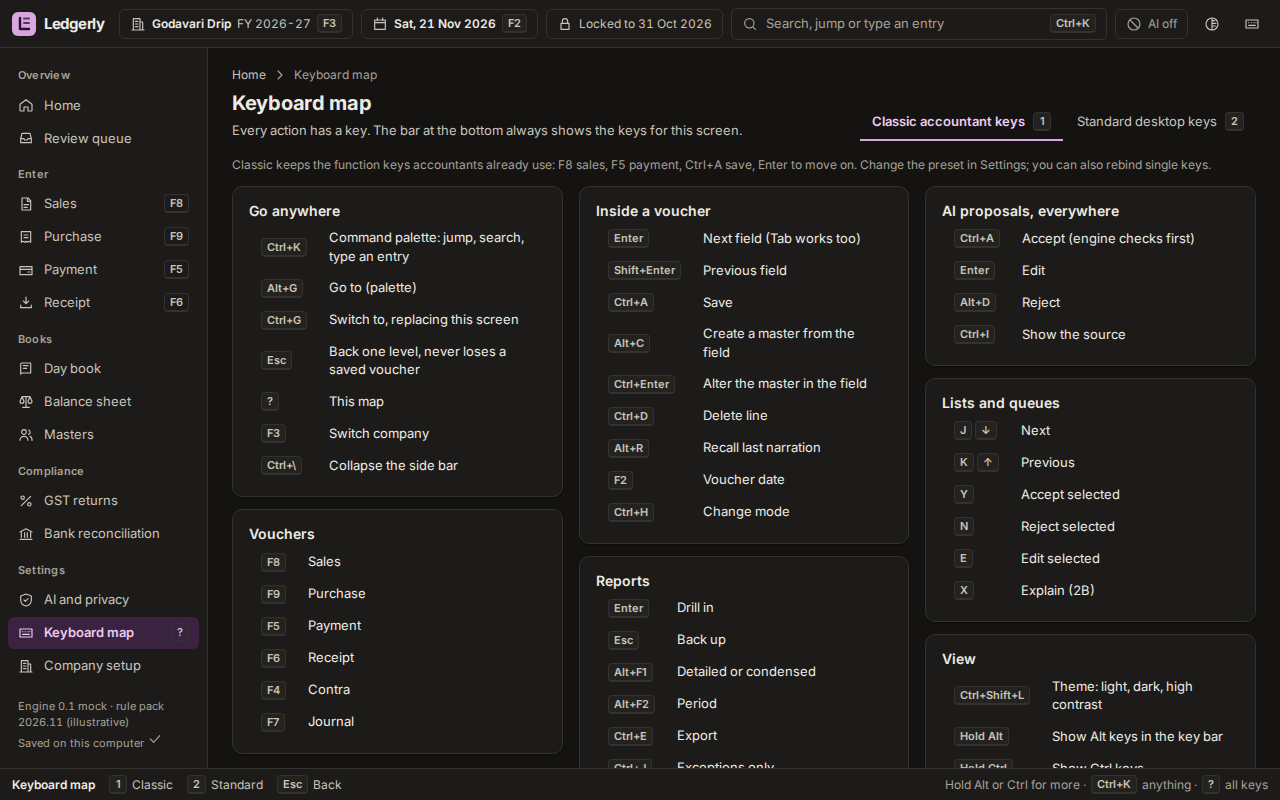 Ledgerly
Godavari Drip FY 2026-27 F3
Sat, 21 Nov 2026 F2
Locked to 31 Oct 2026
Search, jump or type an entry Ctrl+K
AI off
Overview
Home
Review queue
Enter
Sales F8
Purchase F9
Payment F5
Receipt F6
Books
Day book
Balance sheet
Masters
Compliance
GST returns
Bank reconciliation
Settings
AI and privacy
Keyboard map ?
Company setup
Engine 0.1 mock · rule pack
2026.11 (illustrative)
Saved on this computer
Home > Keyboard map
Keyboard map
Every action has a key. The bar at the bottom always shows the keys for this screen.
Classic accountant keys 1
Standard desktop keys 2
Classic keeps the function keys accountants already use: F8 sales, F5 payment, Ctrl+A save, Enter to move on. Change the preset in Settings; you can also rebind single keys.
Go anywhere
Ctrl+K Command palette: jump, search,
type an entry
Alt+G Go to (palette)
Ctrl+G Switch to, replacing this screen
Esc Back one level, never loses a
saved voucher
? This map
F3 Switch company
Ctrl+\ Collapse the side bar
Vouchers
F8 Sales
F9 Purchase
F5 Payment
F6 Receipt
F4 Contra
F7 Journal
Inside a voucher
Enter Next field (Tab works too)
Shift+Enter Previous field
Ctrl+A Save
Alt+C Create a master from the
field
Ctrl+Enter Alter the master in the field
Ctrl+D Delete line
Alt+R Recall last narration
F2 Voucher date
Ctrl+H Change mode
Reports
Enter Drill in
Esc Back up
Alt+F1 Detailed or condensed
Alt+F2 Period
Ctrl+E Export
Ctrl+J Exceptions only
AI proposals, everywhere
Ctrl+A Accept (engine checks first)
Enter Edit
Alt+D Reject
Ctrl+I Show the source
Lists and queues
J ↓ Next
K ↑ Previous
Y Accept selected
N Reject selected
E Edit selected
X Explain (2B)
View
Ctrl+Shift+L Theme: light, dark, high
contrast
Hold Alt Show Alt keys in the key bar
Hold Ctrl Show Ctrl keys
Keyboard map 1 Classic 2 Standard Esc Back
Hold Alt or Ctrl for more · Ctrl+K anything · ? all keys